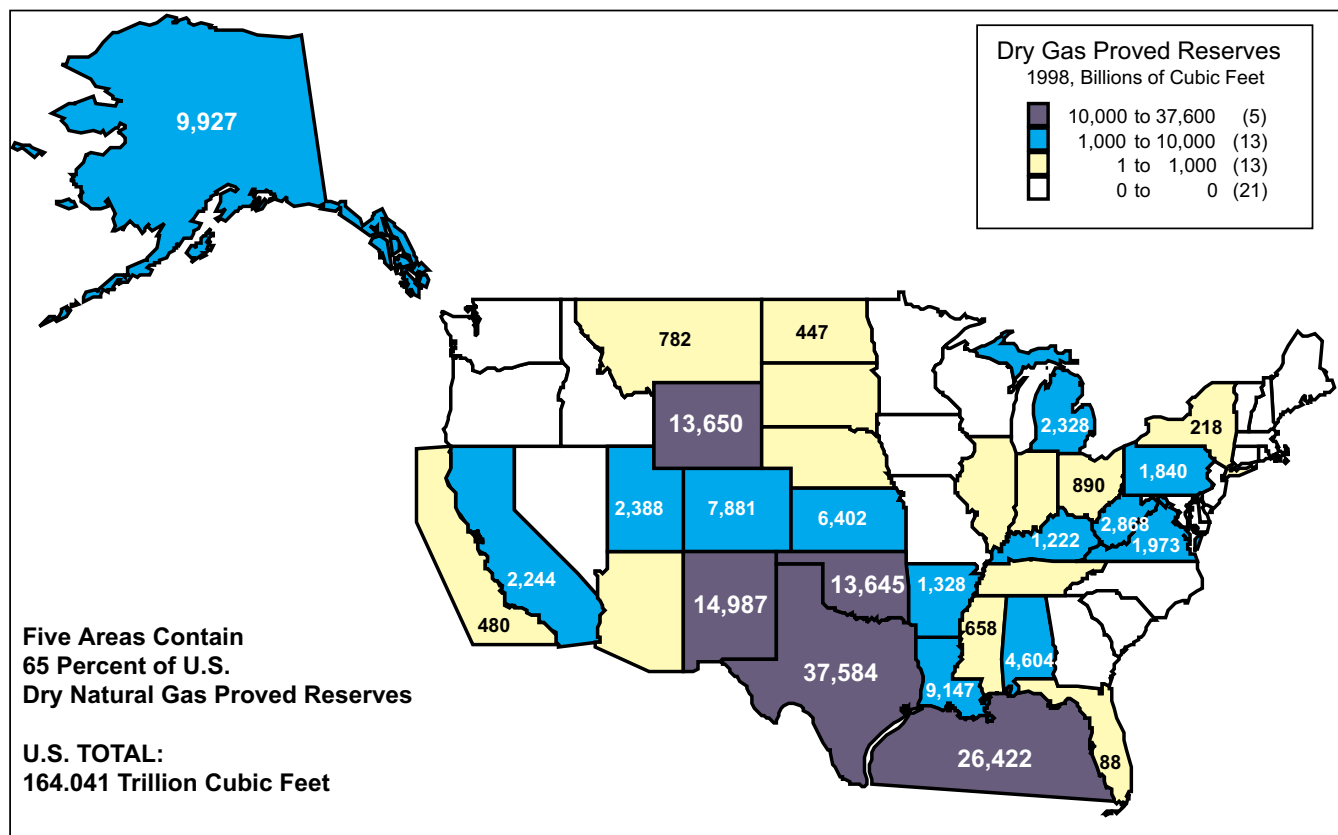 Dry Gas Proved Reserves
1998, Billions of Cubic Feet
10,000 to 37,600 (5)
1,000 to 10,000 (13)
1 to 1,000 (13)
0 to 0 (21)
9,927
782
447
13,650
2,328
218
1,840
890
2,388
7,881
6,402
2,868
1,222
1,973
2,244
14,987
13,645
1,328
480
658
4,604
37,584
9,147
26,422
88
Five Areas Contain
65 Percent of U.S.
Dry Natural Gas Proved Reserves
U.S. TOTAL:
164.041 Trillion Cubic Feet